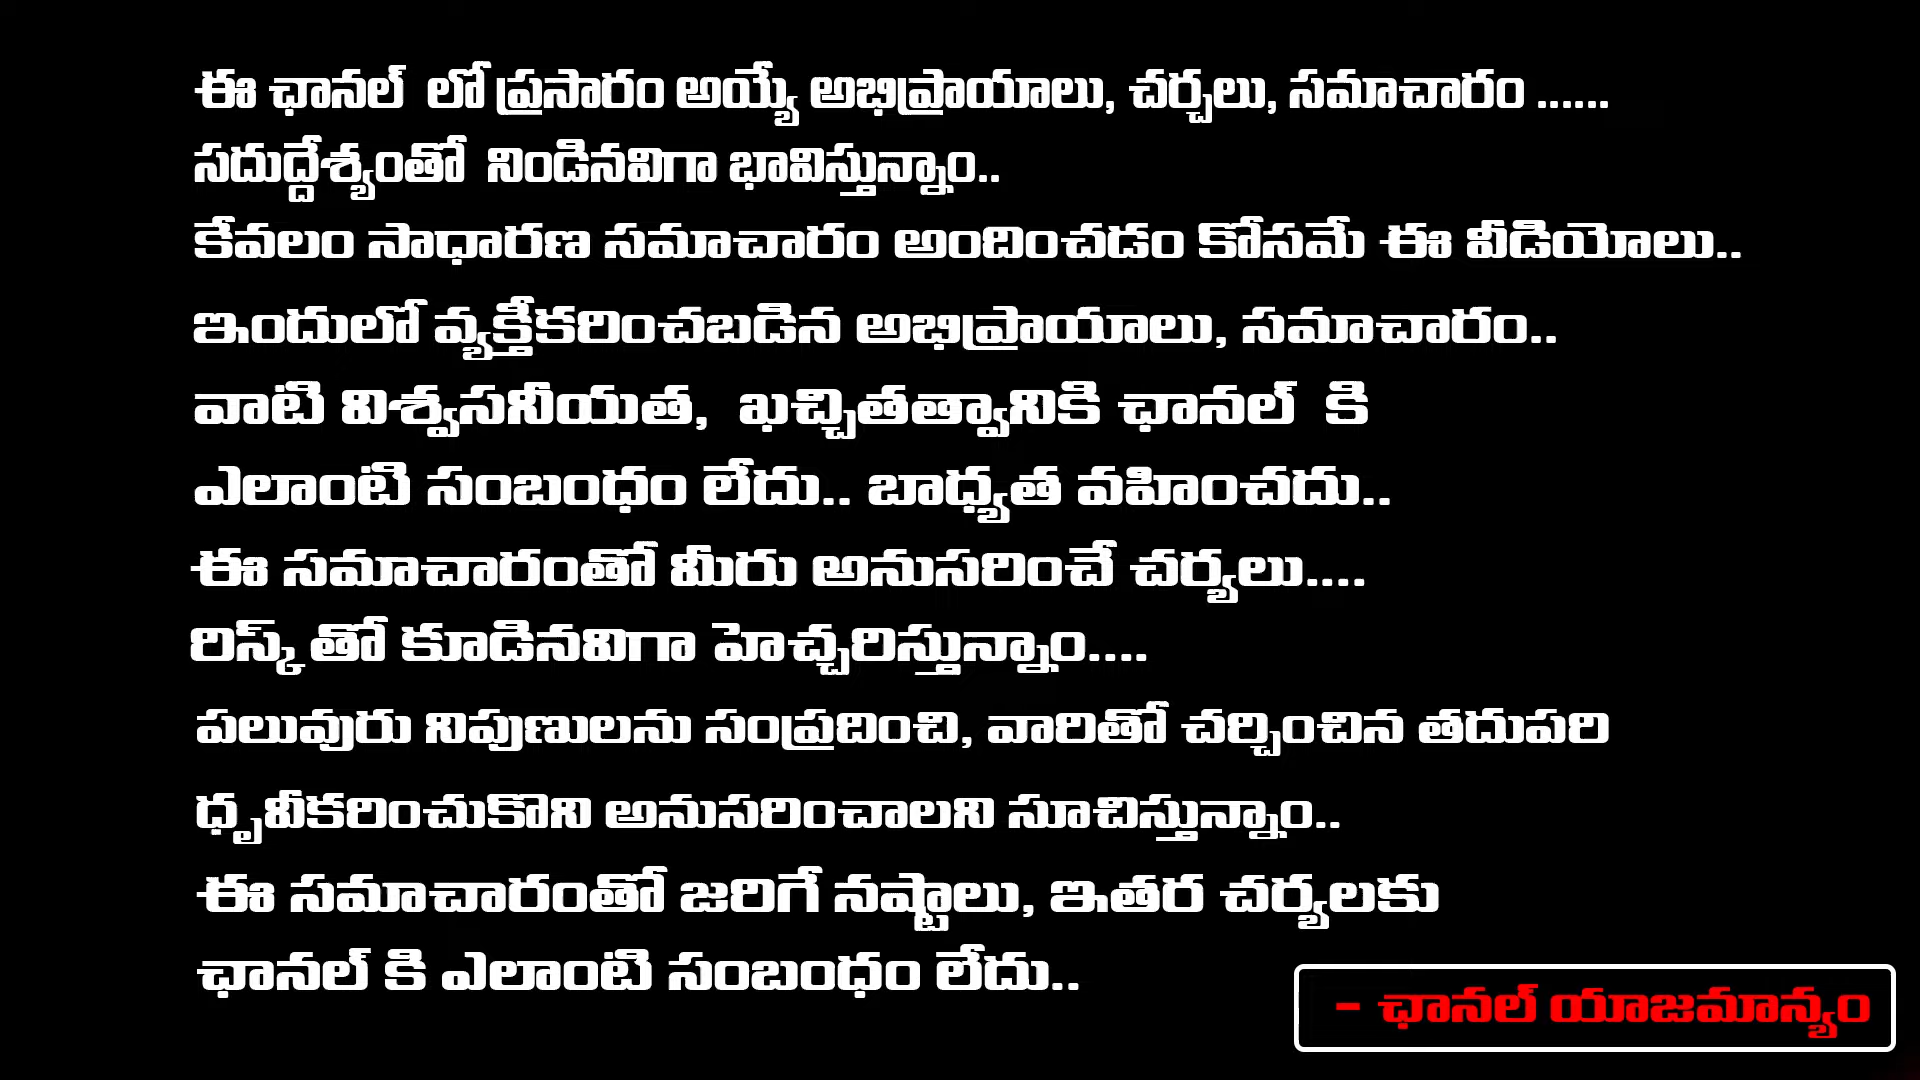 ఈ ఛానల్ లో ప్రసారం అయ్యే అభిప్రాయాలు, చర్చలు, సమాచారం ......
సదుద్దేశ్యంతో నిండినవిగా భావిస్తున్నాం..
కేవలం సాధారణ సమాచారం అందించడం కోసమే ఈ వీడియోలు..
ఇందులో వ్యక్తీకరించబడిన అభిప్రాయాలు, సమాచారం..
వాటి విశ్వసనీయత, ఖచ్చితత్వానికి ఛానల్ కి
ఎలాంటి సంబంధం లేదు.. బాధ్యత వహించదు..
ఈ సమాచారంతో మీరు అనుసరించే చర్యలు....
రిస్క్ తో కూడినవిగా హెచ్చరిస్తున్నాం....
పలువురు నిపుణులను సంప్రదించి, వారితో చర్చించిన తదుపరి
ధృవీకరించుకొని అనుసరించాలని సూచిస్తున్నాం..
ఈ సమాచారంతో జరిగే నష్టాలు, ఇతర చర్యలకు
ఛానల్ కి ఎలాంటి సంబంధం లేదు..
- ఛానల్ యాజమాన్యం